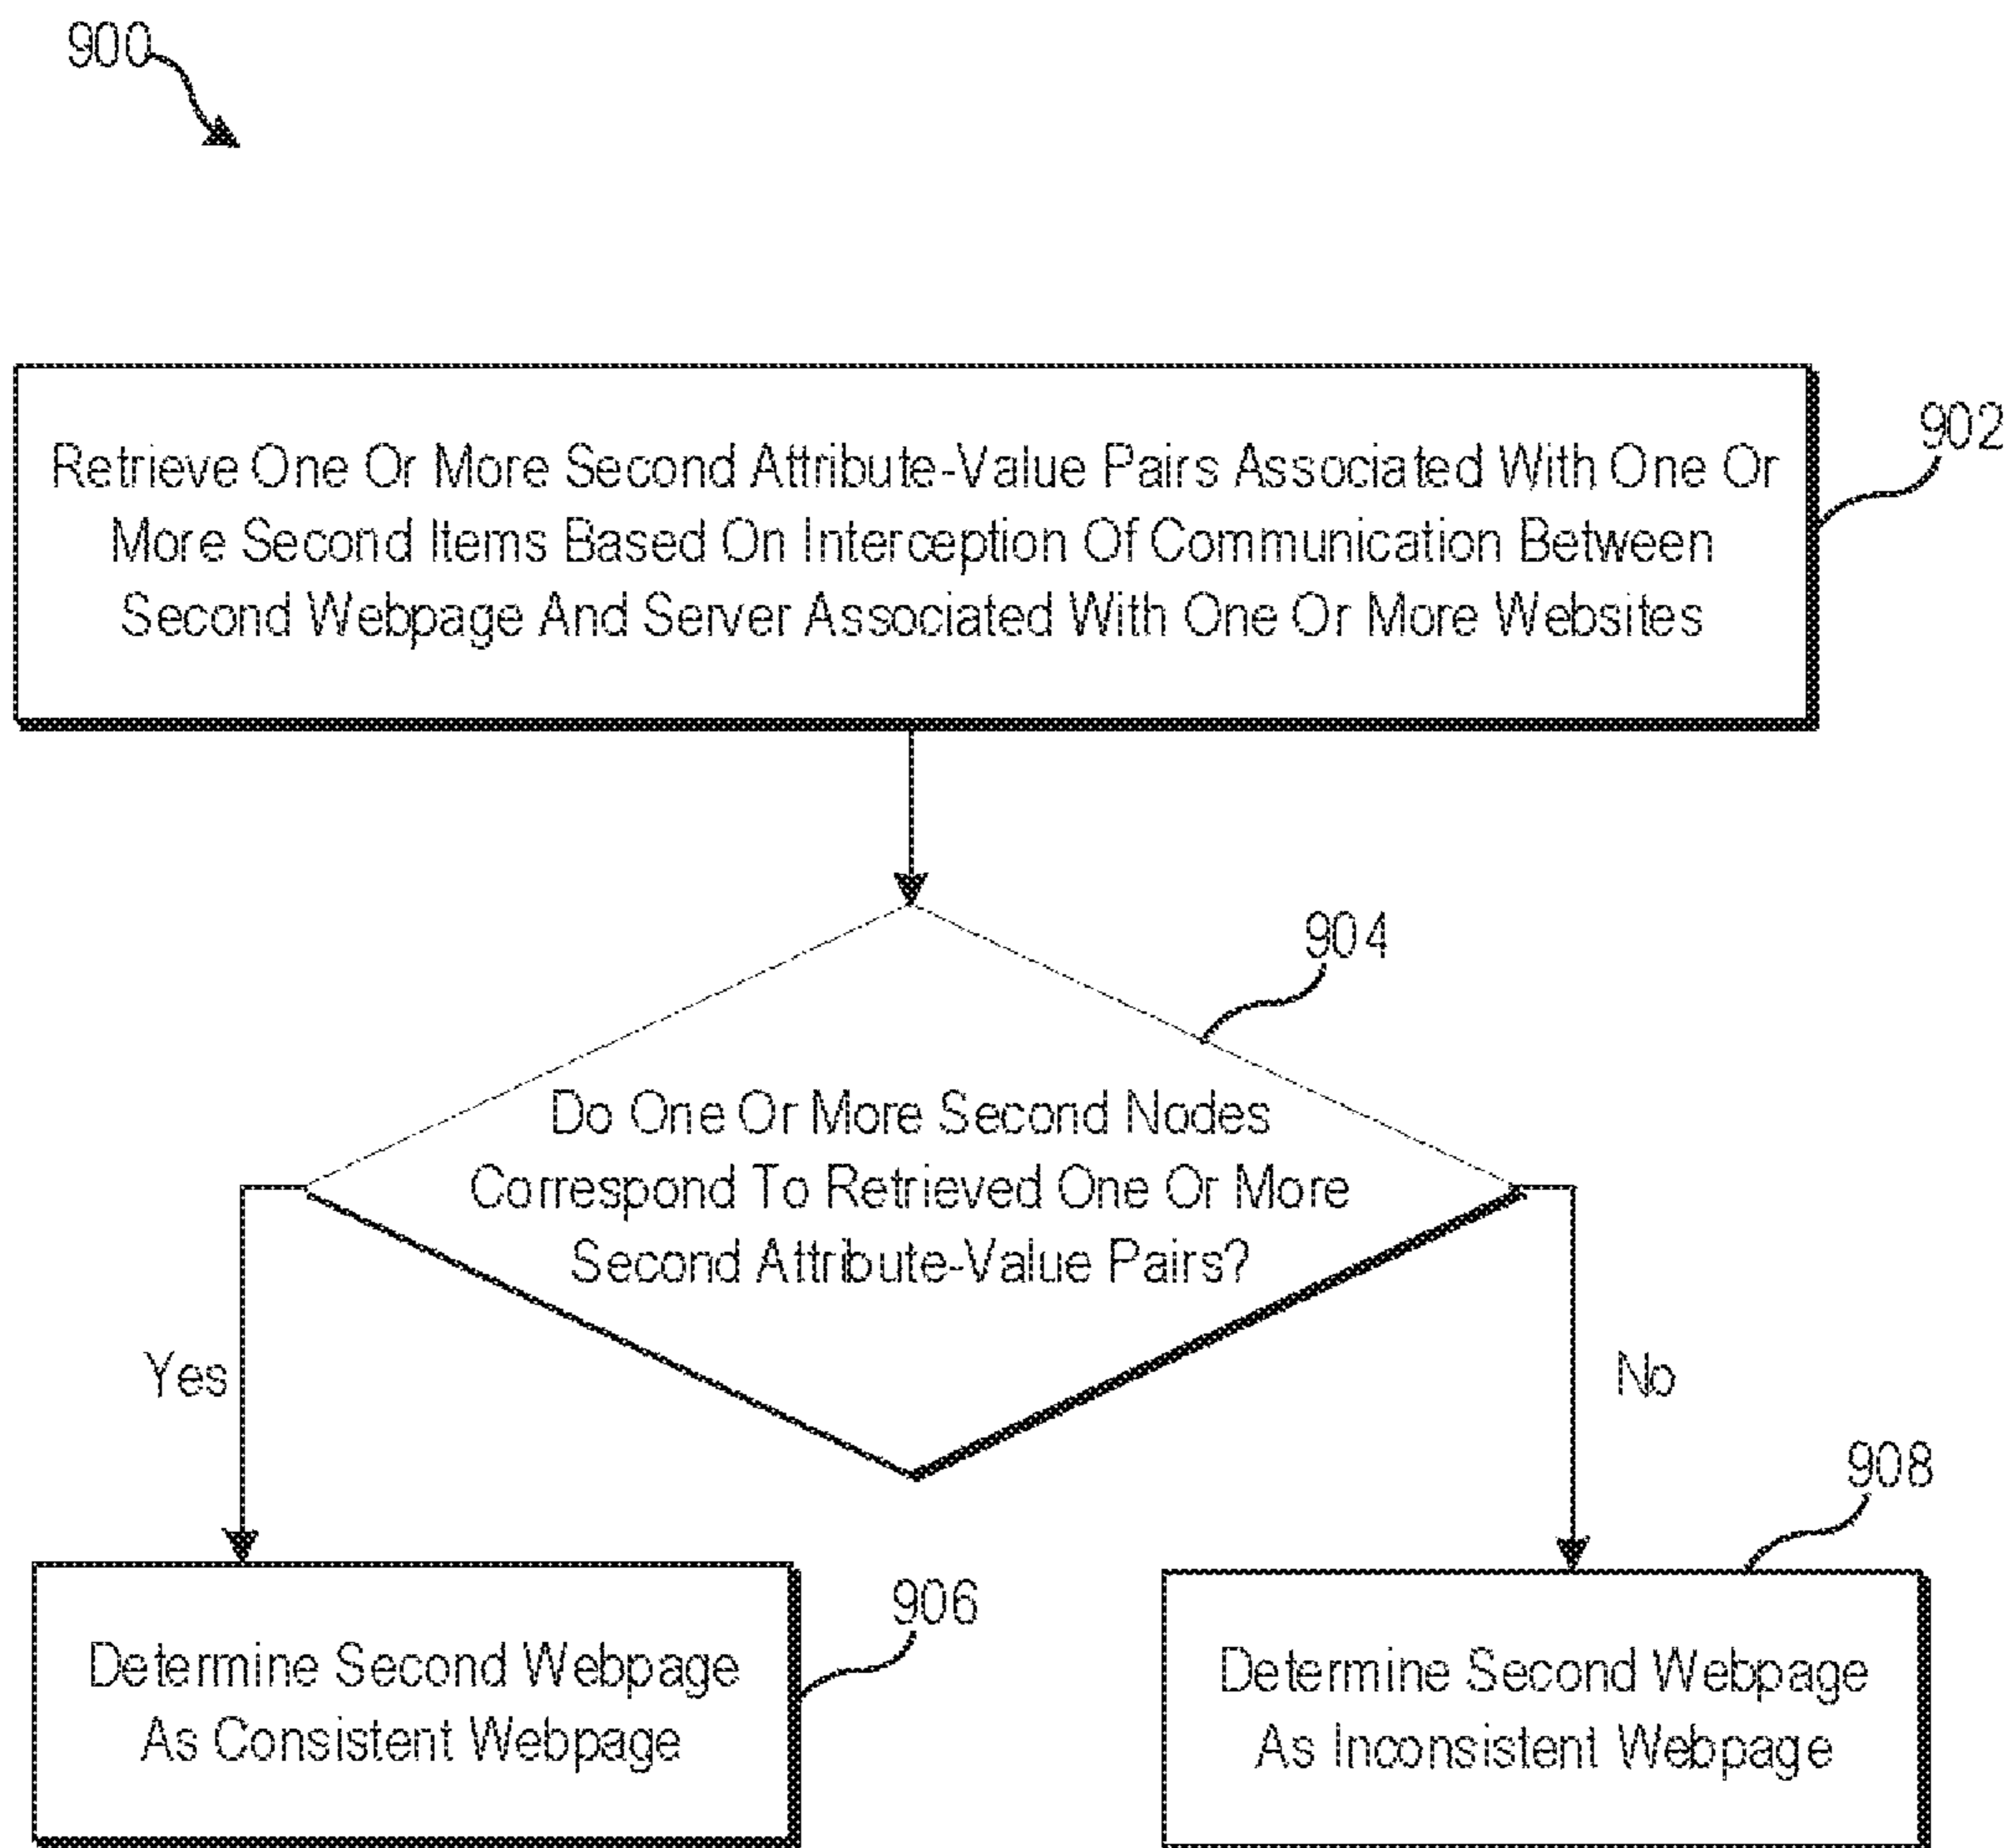 900
902
Retrieve One Or More Second Attribute-Value Pairs Associated With One Or
More Second Items Based On Interception Of Communication Between
Second Webpage And Server Associated With One Or More Websites
904
Do One Or More Second Nodes
Correspond To Retrieved One Or More
Second Attribute-Value Pairs?
Yes
No
906
Determine Second Webpage
As Consistent Webpage
908
Determine Second Webpage
As Inconsistent Webpage